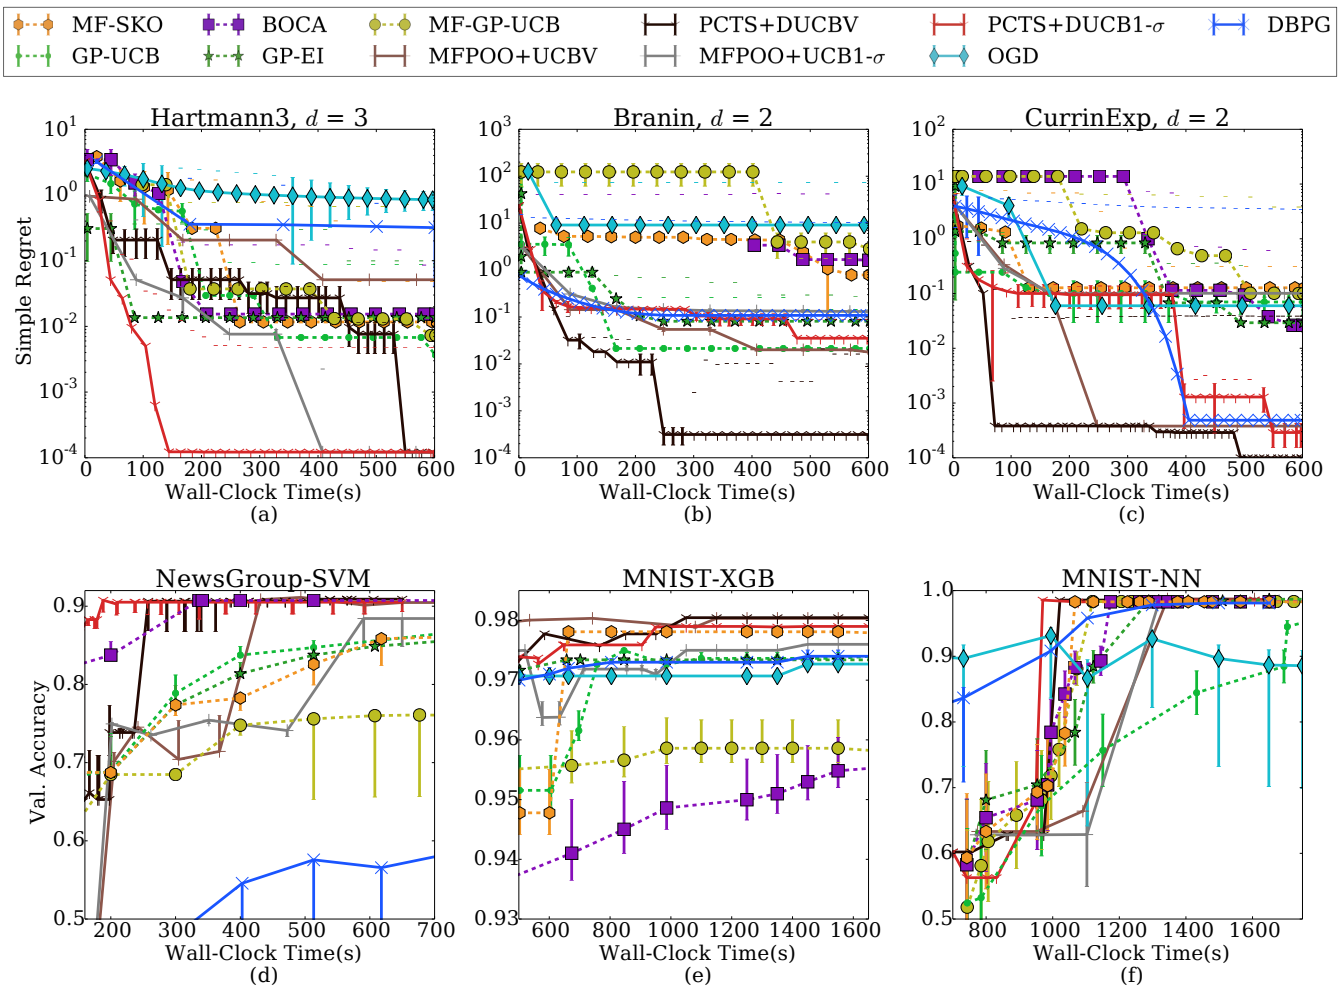 MF-SKO BOCA MF-GP-UCB PCTS+DUCBV PCTS+DUCB1-σ DBPG
GP-UCB GP-EI MFPOO+UCBV MFPOO+UCB1-σ OGD
Hartmann3, d = 3
10^1
10^0
10^-1
10^-2
10^-3
10^-4
Simple Regret
0 100 200 300 400 500 600
Wall-Clock Time(s)
(a)
Branin, d = 2
10^3
10^2
10^1
10^0
10^-1
10^-2
10^-3
10^-4
0 100 200 300 400 500 600
Wall-Clock Time(s)
(b)
CurrinExp, d = 2
10^2
10^1
10^0
10^-1
10^-2
10^-3
10^-4
0 100 200 300 400 500 600
Wall-Clock Time(s)
(c)
NewsGroup-SVM
0.9
0.8
0.7
0.6
0.5
Val. Accuracy
200 300 400 500 600 700
Wall-Clock Time(s)
(d)
MNIST-XGB
0.98
0.97
0.96
0.95
0.94
0.93
600 800 1000 1200 1400 1600
Wall-Clock Time(s)
(e)
MNIST-NN
1.0
0.9
0.8
0.7
0.6
0.5
800 1000 1200 1400 1600
Wall-Clock Time(s)
(f)